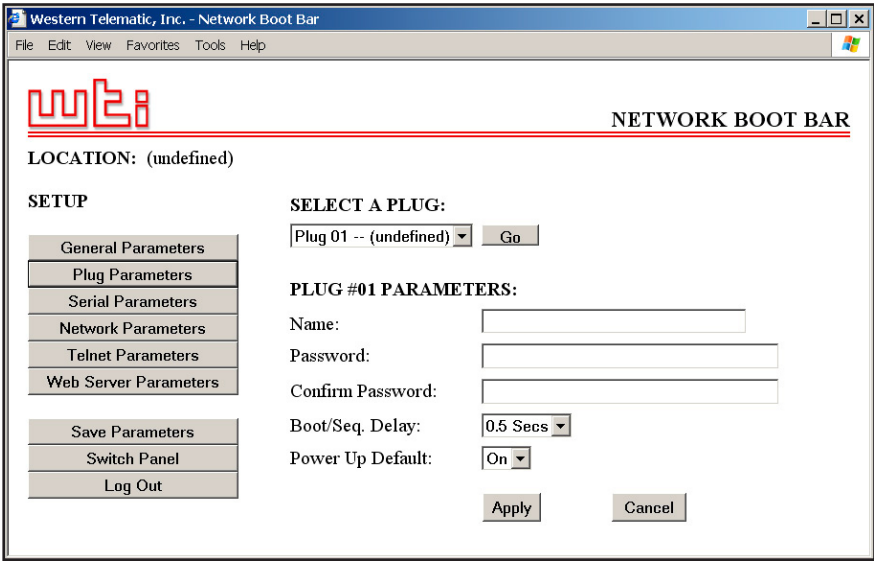 Western Telematic, Inc. - Network Boot Bar
File Edit View Favorites Tools Help
wti
NETWORK BOOT BAR
LOCATION: (undefined)
SETUP
General Parameters
Plug Parameters
Serial Parameters
Network Parameters
Telnet Parameters
Web Server Parameters
Save Parameters
Switch Panel
Log Out
SELECT A PLUG:
Plug 01 -- (undefined) Go
PLUG #01 PARAMETERS:
Name:
Password:
Confirm Password:
Boot/Seq. Delay: 0.5 Secs
Power Up Default: On
Apply Cancel